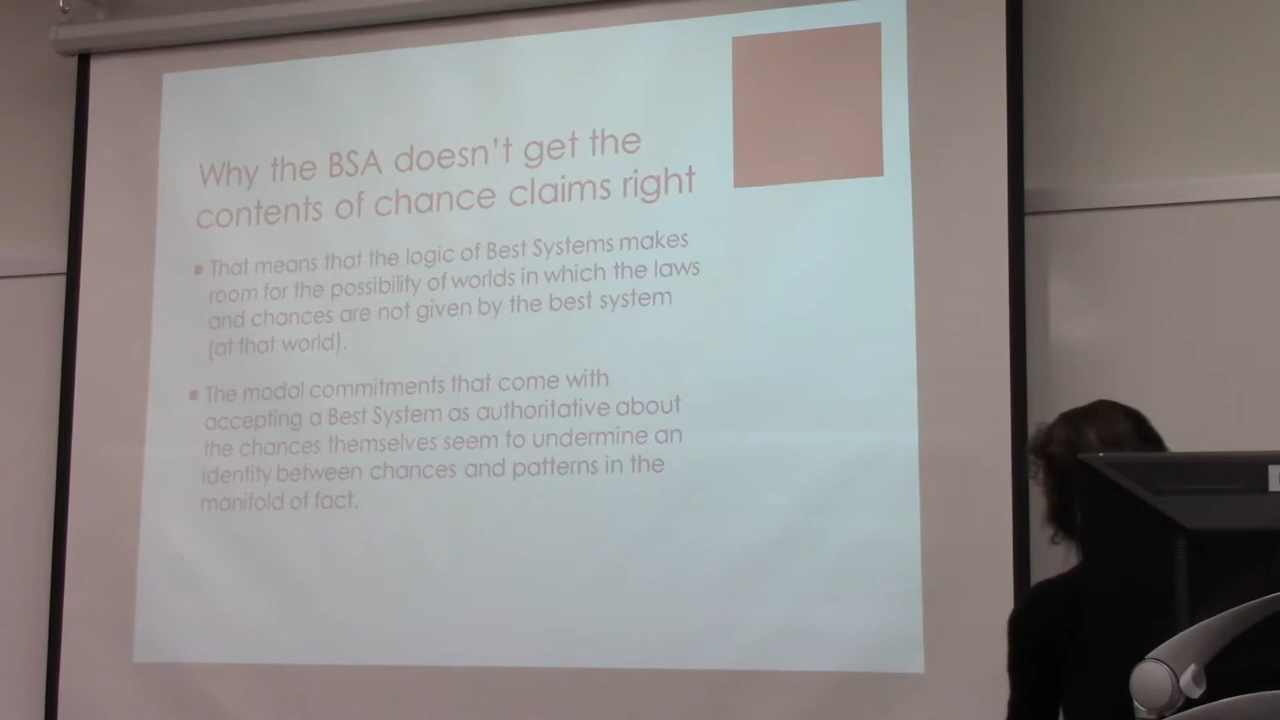 Why the BSA doesn't get the
contents of chance claims right
That means that the logic of Best Systems makes
room for the possibility of worlds in which the laws
and chances are not given by the best system
(at that world).
The modal commitments that come with
accepting a Best System as authoritative about
the chances themselves seem to undermine an
identity between chances and patterns in the
manifold of fact.